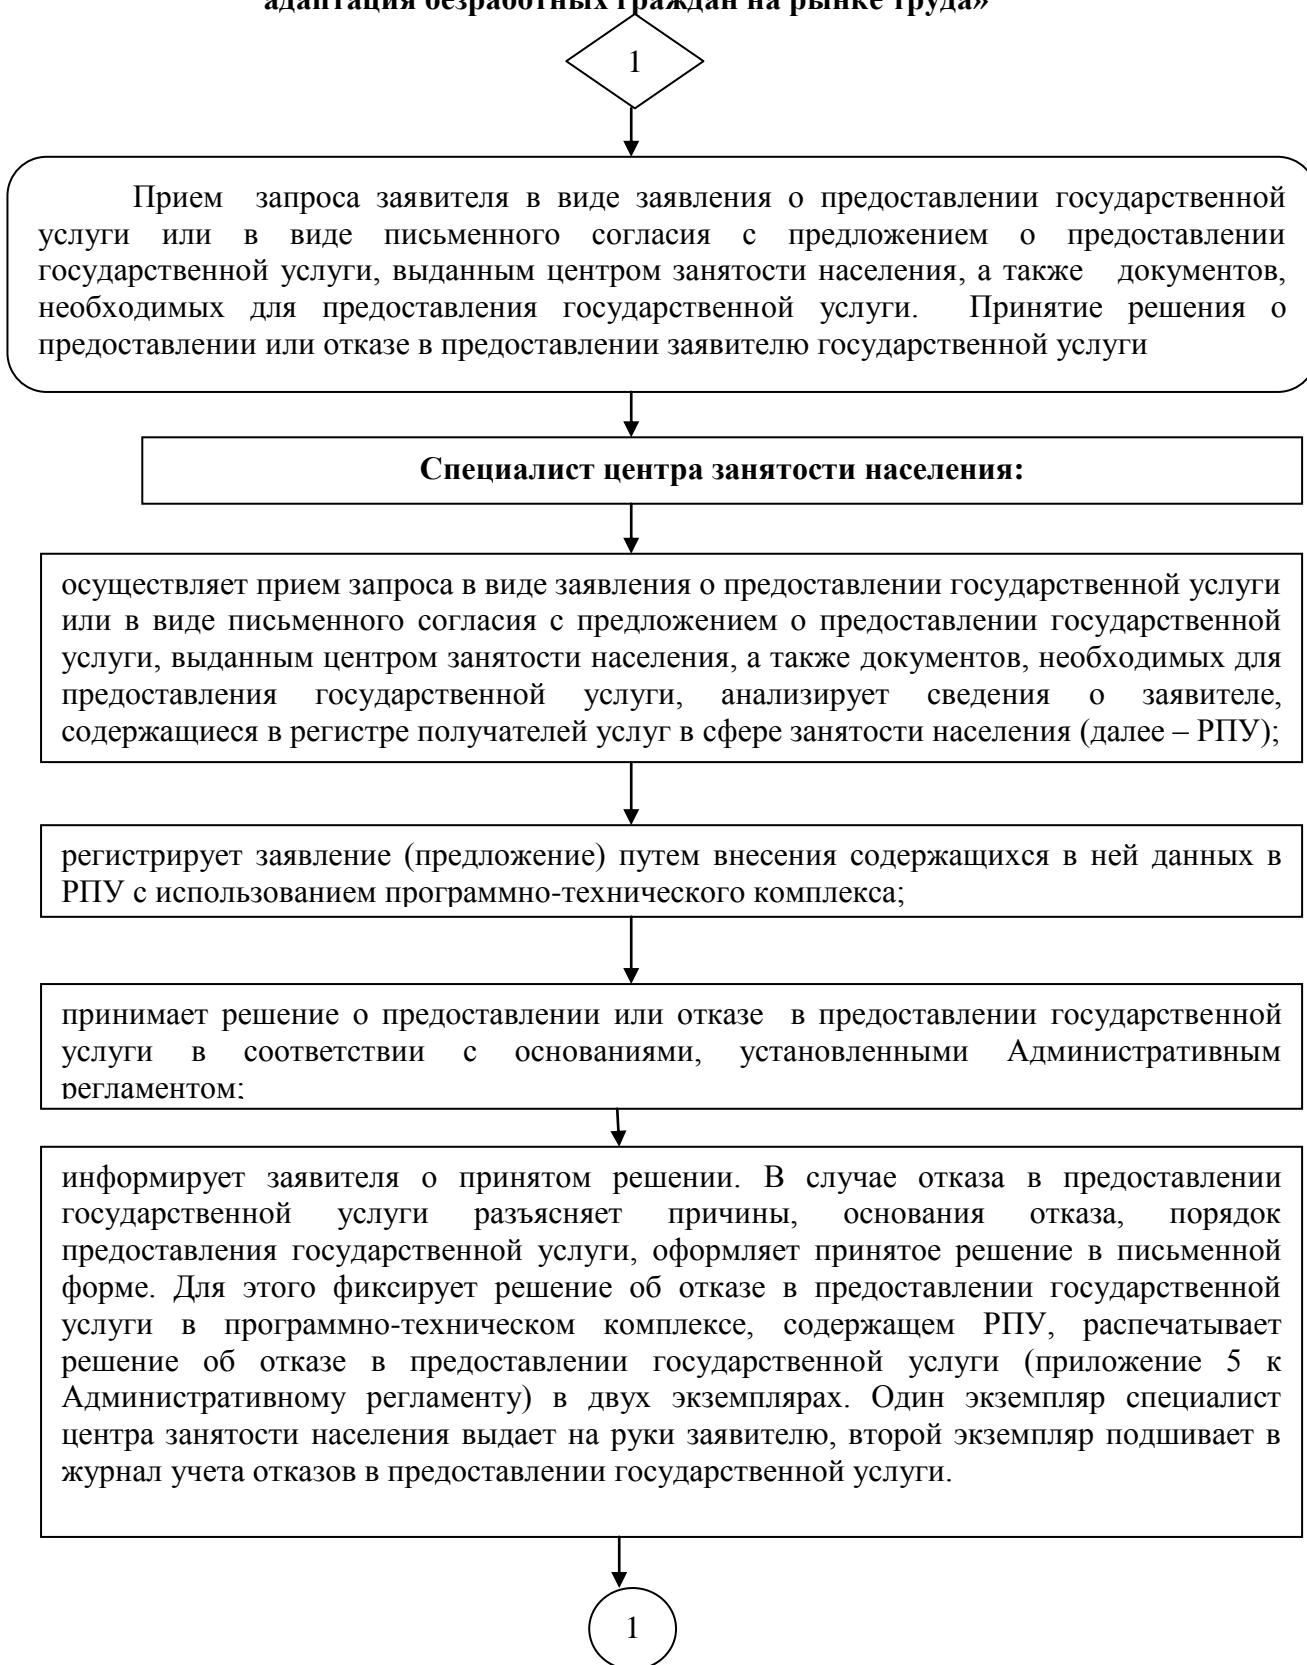 адаптация безработных граждан на рынке труда»
1
Прием запроса заявителя в виде заявления о предоставлении государственной
услуги или в виде письменного согласия с предложением о предоставлении
государственной услуги, выданным центром занятости населения, а также документов,
необходимых для предоставления государственной услуги. Принятие решения о
предоставлении или отказе в предоставлении заявителю государственной услуги
Специалист центра занятости населения:
осуществляет прием запроса в виде заявления о предоставлении государственной услуги
или в виде письменного согласия с предложением о предоставлении государственной
услуги, выданным центром занятости населения, а также документов, необходимых для
предоставления государственной услуги, анализирует сведения о заявителе,
содержащиеся в регистре получателей услуг в сфере занятости населения (далее – РПУ);
регистрирует заявление (предложение) путем внесения содержащихся в ней данных в
РПУ с использованием программно-технического комплекса;
принимает решение о предоставлении или отказе в предоставлении государственной
услуги в соответствии с основаниями, установленными Административным
регламентом;
информирует заявителя о принятом решении. В случае отказа в предоставлении
государственной услуги разъясняет причины, основания отказа, порядок
предоставления государственной услуги, оформляет принятое решение в письменной
форме. Для этого фиксирует решение об отказе в предоставлении государственной
услуги в программно-техническом комплексе, содержащем РПУ, распечатывает
решение об отказе в предоставлении государственной услуги (приложение 5 к
Административному регламенту) в двух экземплярах. Один экземпляр специалист
центра занятости населения выдает на руки заявителю, второй экземпляр подшивает в
журнал учета отказов в предоставлении государственной услуги.
1